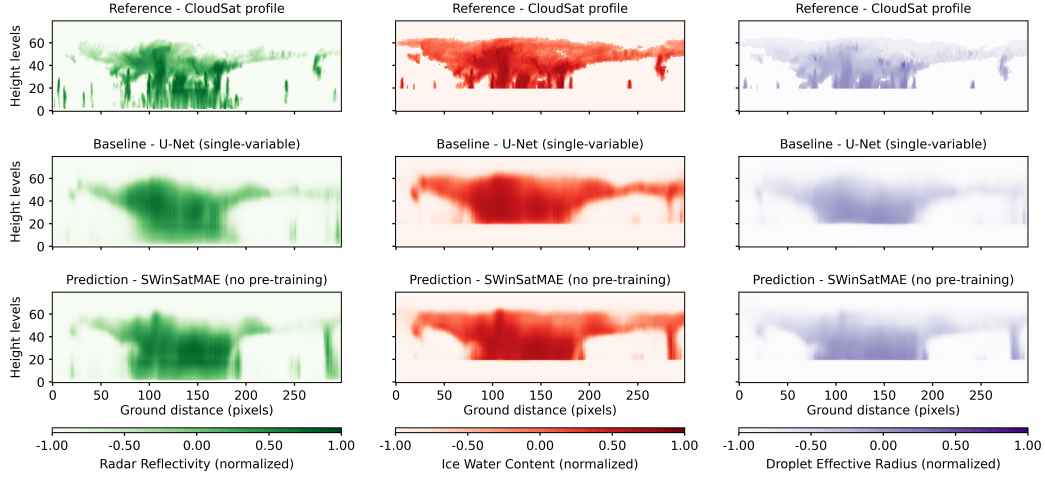 Reference - CloudSat profile Reference - CloudSat profile Reference - CloudSat profile
Height levels
60
40
20
0
Baseline - U-Net (single-variable) Baseline - U-Net (single-variable) Baseline - U-Net (single-variable)
Height levels
60
40
20
0
Prediction - SWinSatMAE (no pre-training) Prediction - SWinSatMAE (no pre-training) Prediction - SWinSatMAE (no pre-training)
Height levels
60
40
20
0
0 50 100 150 200 250 0 50 100 150 200 250 0 50 100 150 200 250
Ground distance (pixels) Ground distance (pixels) Ground distance (pixels)
-1.00 -0.50 0.00 0.50 1.00 -1.00 -0.50 0.00 0.50 1.00 -1.00 -0.50 0.00 0.50 1.00
Radar Reflectivity (normalized) Ice Water Content (normalized) Droplet Effective Radius (normalized)